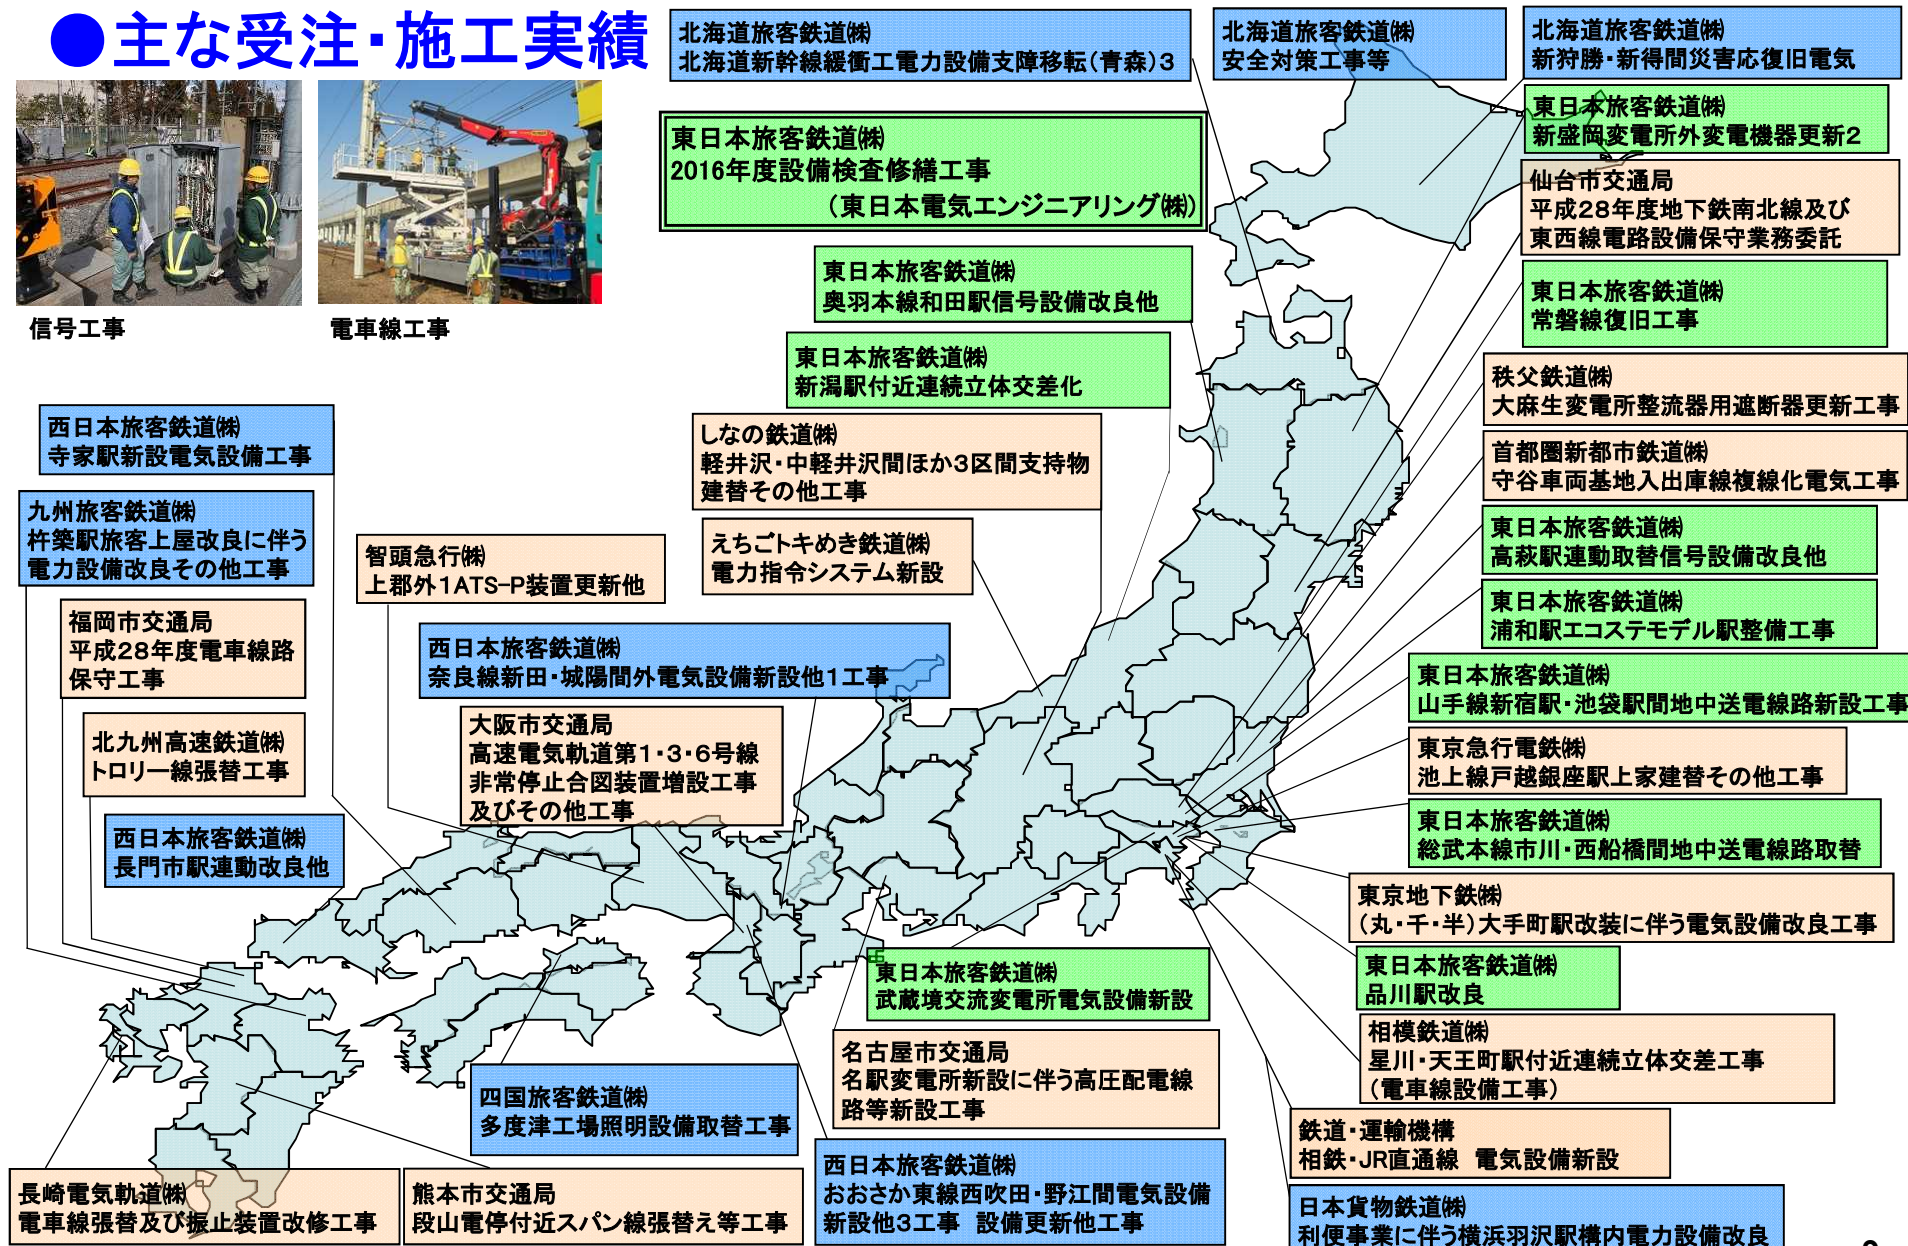 ●主な受注・施工実績
信号工事
電車線工事
北海道旅客鉄道㈱
北海道新幹線緩衝工電力設備支障移転(青森)3
北海道旅客鉄道㈱
安全対策工事等
北海道旅客鉄道㈱
新狩勝・新得間災害応復旧電気
東日本旅客鉄道㈱
2016年度設備検査修繕工事
(東日本電気エンジニアリング㈱)
東日本旅客鉄道㈱
新盛岡変電所外変電機器更新2
仙台市交通局
平成28年度地下鉄南北線及び
東西線電路設備保守業務委託
東日本旅客鉄道㈱
奥羽本線和田駅信号設備改良他
東日本旅客鉄道㈱
常磐線復旧工事
東日本旅客鉄道㈱
新潟駅付近連続立体交差化
秩父鉄道㈱
大麻生変電所整流器用遮断器更新工事
西日本旅客鉄道㈱
寺家駅新設電気設備工事
しなの鉄道㈱
軽井沢・中軽井沢間ほか3区間支持物
建替その他工事
首都圏新都市鉄道㈱
守谷車両基地入出庫線複線化電気工事
九州旅客鉄道㈱
杵築駅旅客上屋改良に伴う
電力設備改良その他工事
智頭急行㈱
上郡外1ATS-P装置更新他
えちごトキめき鉄道㈱
電力指令システム新設
東日本旅客鉄道㈱
高萩駅連動取替信号設備改良他
福岡市交通局
平成28年度電車線路
保守工事
西日本旅客鉄道㈱
奈良線新田・城陽間外電気設備新設他1工事
東日本旅客鉄道㈱
浦和駅エコステモデル駅整備工事
東日本旅客鉄道㈱
山手線新宿駅・池袋駅間地中送電線路新設工事
北九州高速鉄道㈱
トロリー線張替工事
大阪市交通局
高速電気軌道第1・3・6号線
非常停止合図装置増設工事
及びその他工事
東京急行電鉄㈱
池上線戸越銀座駅上家建替その他工事
西日本旅客鉄道㈱
長門市駅連動改良他
東日本旅客鉄道㈱
総武本線市川・西船橋間地中送電線路取替
東京地下鉄㈱
(丸・千・半)大手町駅改装に伴う電気設備改良工事
東日本旅客鉄道㈱
武蔵境交流変電所電気設備新設
東日本旅客鉄道㈱
品川駅改良
名古屋市交通局
名駅変電所新設に伴う高圧配電線
路等新設工事
相模鉄道㈱
星川・天王町駅付近連続立体交差工事
(電車線設備工事)
四国旅客鉄道㈱
多度津工場照明設備取替工事
鉄道・運輸機構
相鉄・JR直通線 電気設備新設
長崎電気軌道㈱
電車線張替及び振止装置改修工事
熊本市交通局
段山電停付近スパン線張替え等工事
西日本旅客鉄道㈱
おおさか東線西吹田・野江間電気設備
新設他3工事 設備更新他工事
日本貨物鉄道㈱
利便事業に伴う横浜羽沢駅構内電力設備改良